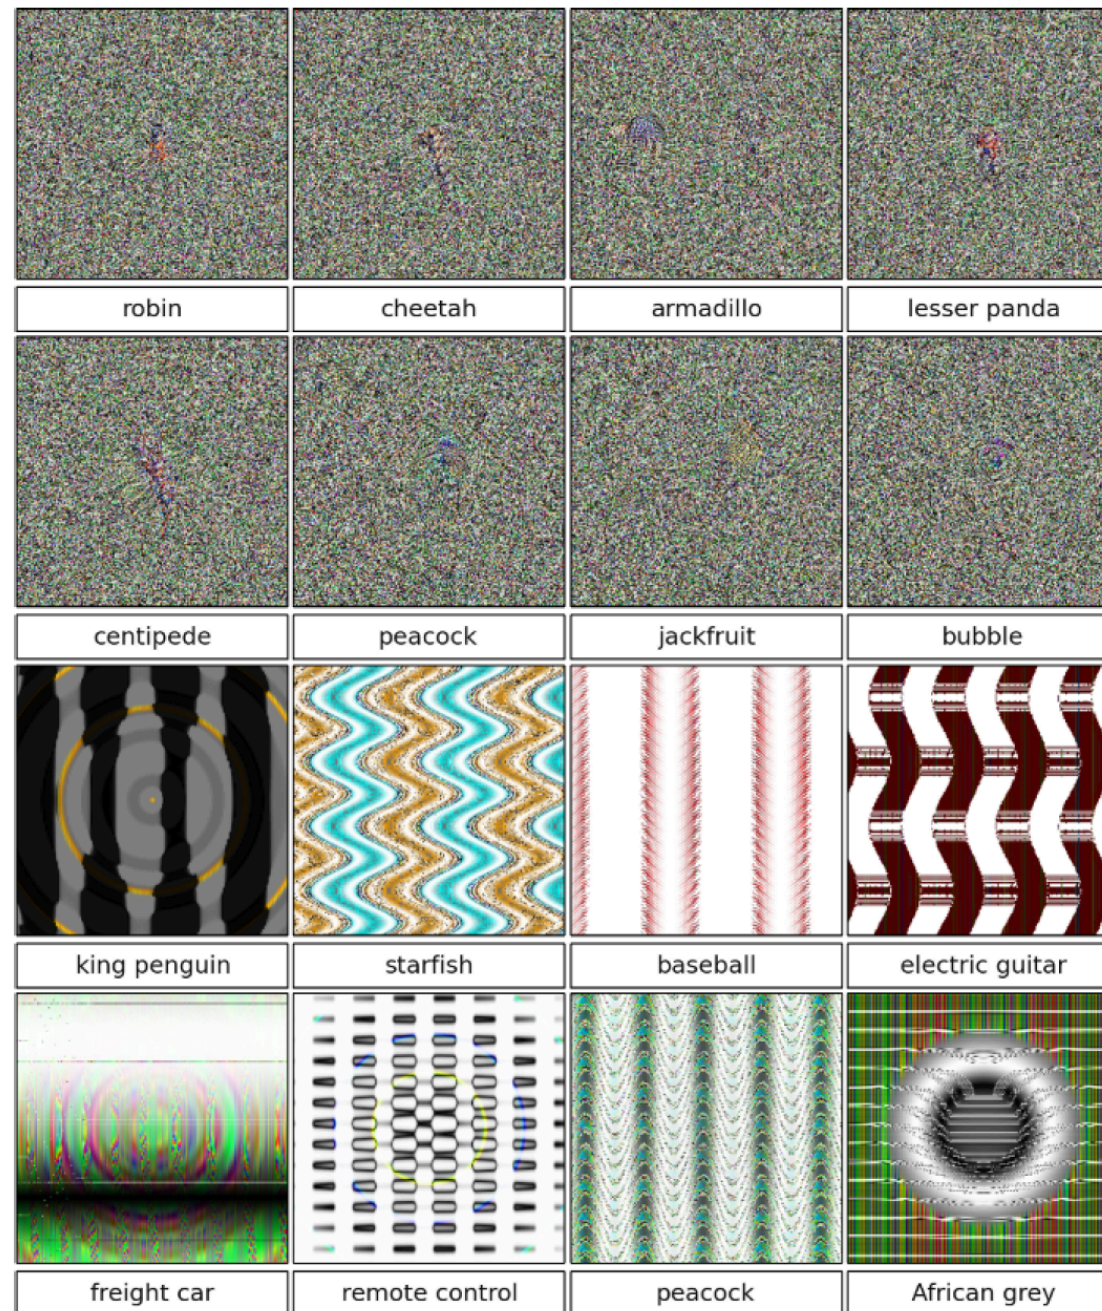 robin cheetah armadillo lesser panda
centipede peacock jackfruit bubble
king penguin starfish baseball electric guitar
freight car remote control peacock African grey